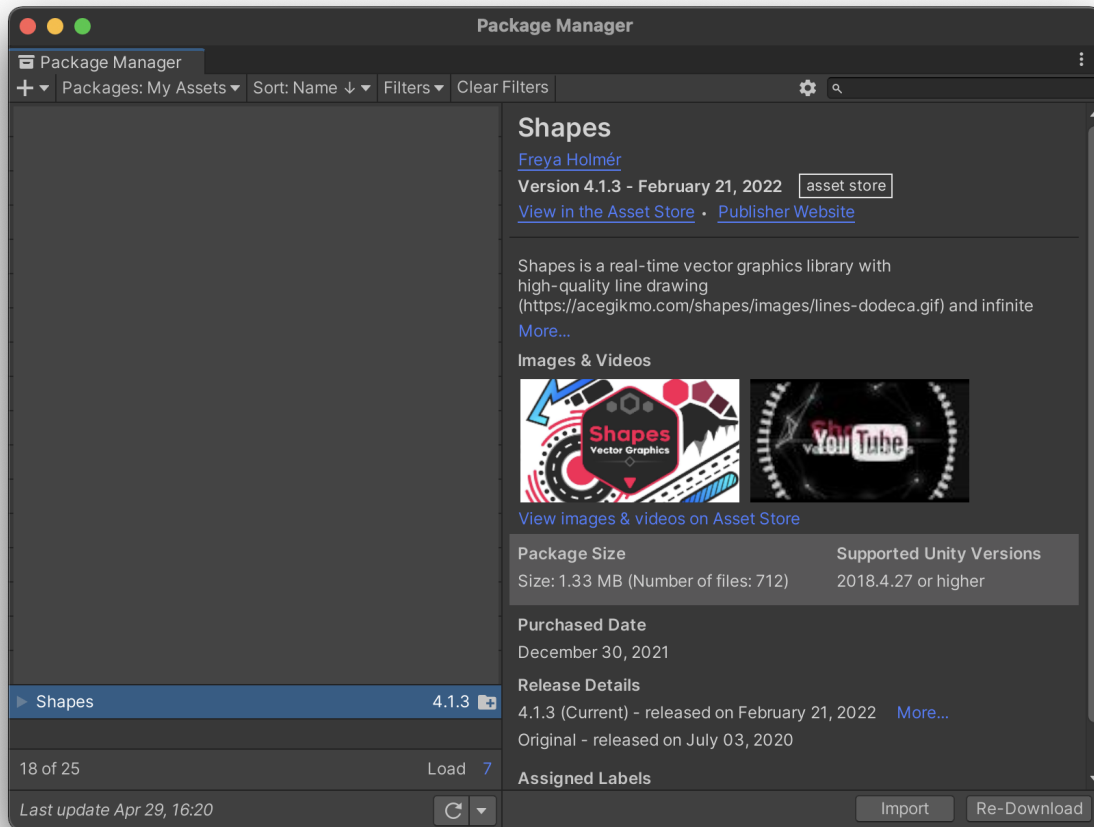 Package Manager
Package Manager
Packages: My Assets
Sort: Name ↓
Filters
Clear Filters
Shapes
Freya Holmér
Version 4.1.3 - February 21, 2022
asset store
View in the Asset Store • Publisher Website
Shapes is a real-time vector graphics library with
high-quality line drawing
(https://acegikmo.com/shapes/images/lines-dodeca.gif) and infinite
More...
Images & Videos
Shapes
Vector Graphics
YouTube
View images & videos on Asset Store
Package Size
Size: 1.33 MB (Number of files: 712)
Supported Unity Versions
2018.4.27 or higher
Purchased Date
December 30, 2021
Release Details
4.1.3 (Current) - released on February 21, 2022 More...
Original - released on July 03, 2020
Assigned Labels
Shapes 4.1.3
18 of 25
Load 7
Last update Apr 29, 16:20
Import
Re-Download